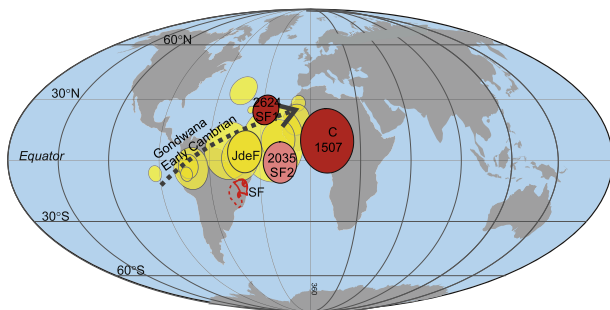 60°N
30°N
2624
SF1
Gondwana
Early Cambrian
C
1507
Equator
JdeF
2035
SF2
SF
30°S
60°S
360